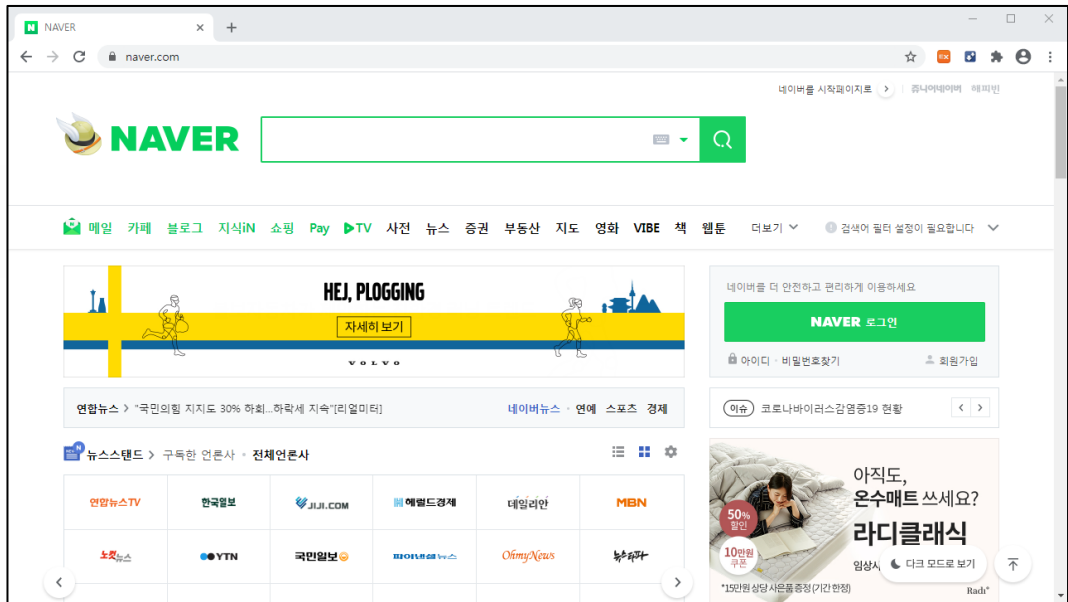 NAVER
naver.com
네이버를 시작페이지로 > 쥬니어네이버 해피빈
NAVER
메일 카페 블로그 지식iN 쇼핑 Pay ▶TV 사전 뉴스 증권 부동산 지도 영화 VIBE 책 웹툰 더보기 검색어 필터 설정이 필요합니다
HEJ, PLOGGING
자세히 보기
VOLVO
네이버를 더 안전하고 편리하게 이용하세요
NAVER 로그인
아이디 · 비밀번호찾기 회원가입
연합뉴스 > "국민의힘 지지도 30% 하회...하락세 지속"[리얼미터] 네이버뉴스 · 연예 스포츠 경제
이슈 코로나바이러스감염증19 현황 < >
뉴스스탠드 > 구독한 언론사 · 전체언론사
연합뉴스TV 한국일보 JIJI.COM 헤럴드경제 데일리안 MBN
노컷뉴스 YTN 국민일보 파이낸셜뉴스 OhmyNews 뉴스타파
아직도,
온수매트 쓰세요?
라디클래식
50%
할인
10만원
쿠폰
임상시
다크 모드로 보기
*15만원 상당 사은품 증정 (기간 한정)
Radi*